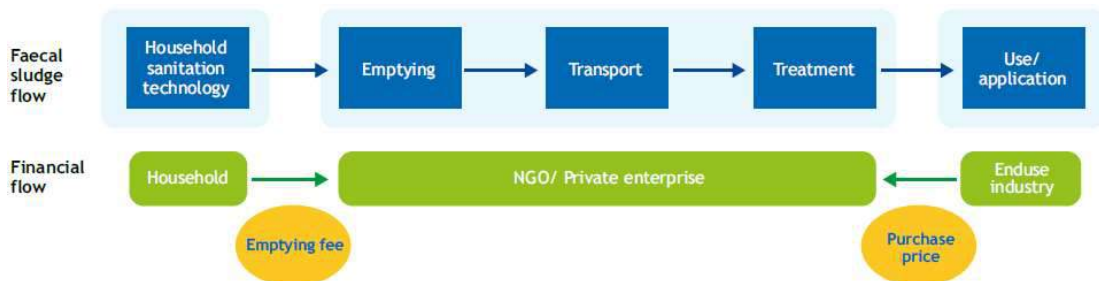 Faecal
sludge
flow
Household
sanitation
technology
Emptying
Transport
Treatment
Use/
application
Financial
flow
Household
NGO/ Private enterprise
Enduse
industry
Emptying fee
Purchase
price